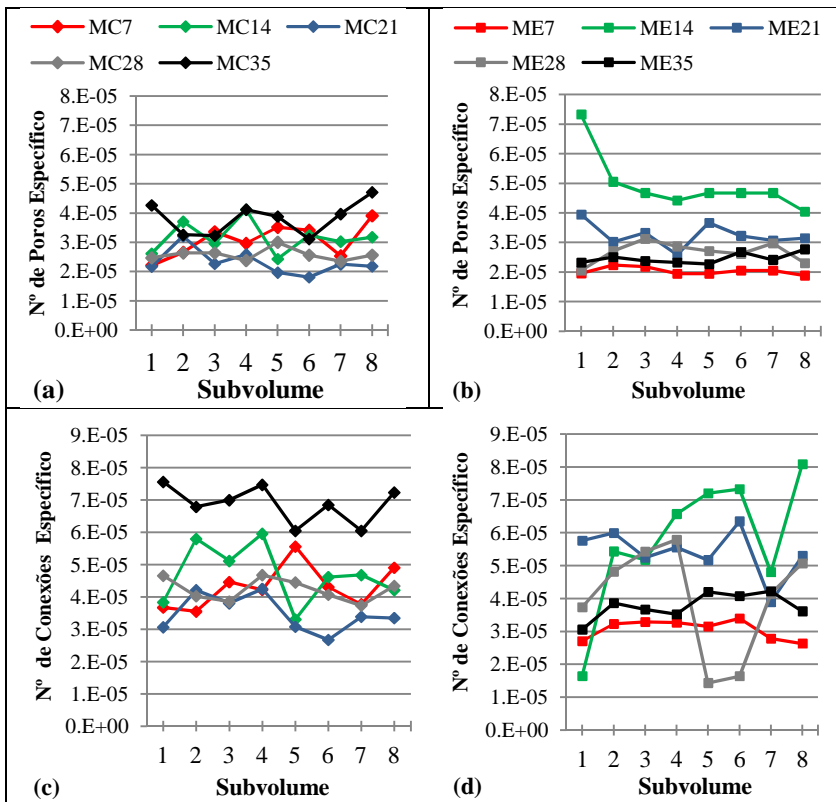 MC7 MC14 MC21
MC28 MC35
8.E-05
7.E-05
6.E-05
5.E-05
4.E-05
3.E-05
2.E-05
1.E-05
0.E+00
Nº de Poros Específico
1 2 3 4 5 6 7 8
(a) Subvolume
ME7 ME14 ME21
ME28 ME35
8.E-05
7.E-05
6.E-05
5.E-05
4.E-05
3.E-05
2.E-05
1.E-05
0.E+00
Nº de Poros Específico
1 2 3 4 5 6 7 8
(b) Subvolume
9.E-05
8.E-05
7.E-05
6.E-05
5.E-05
4.E-05
3.E-05
2.E-05
1.E-05
0.E+00
Nº de Conexões Específico
1 2 3 4 5 6 7 8
(c) Subvolume
9.E-05
8.E-05
7.E-05
6.E-05
5.E-05
4.E-05
3.E-05
2.E-05
1.E-05
0.E+00
Nº de Conexões Específico
1 2 3 4 5 6 7 8
(d) Subvolume